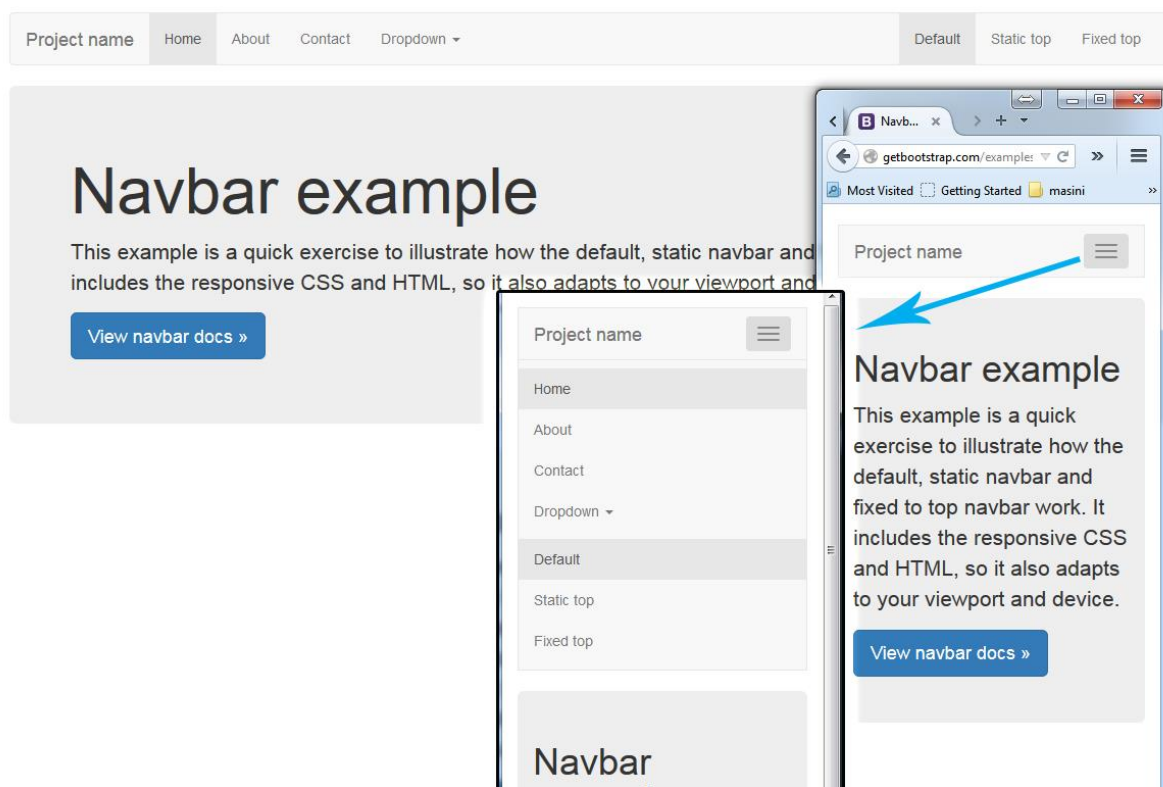 Project name Home About Contact Dropdown Default Static top Fixed top
Navbar example
This example is a quick exercise to illustrate how the default, static navbar and
includes the responsive CSS and HTML, so it also adapts to your viewport and
View navbar docs »
B Navb...
getbootstrap.com/example
Most Visited Getting Started masini »
Project name
Navbar example
This example is a quick
exercise to illustrate how the
default, static navbar and
fixed to top navbar work. It
includes the responsive CSS
and HTML, so it also adapts
to your viewport and device.
View navbar docs »
Project name
Home
About
Contact
Dropdown
Default
Static top
Fixed top
Navbar